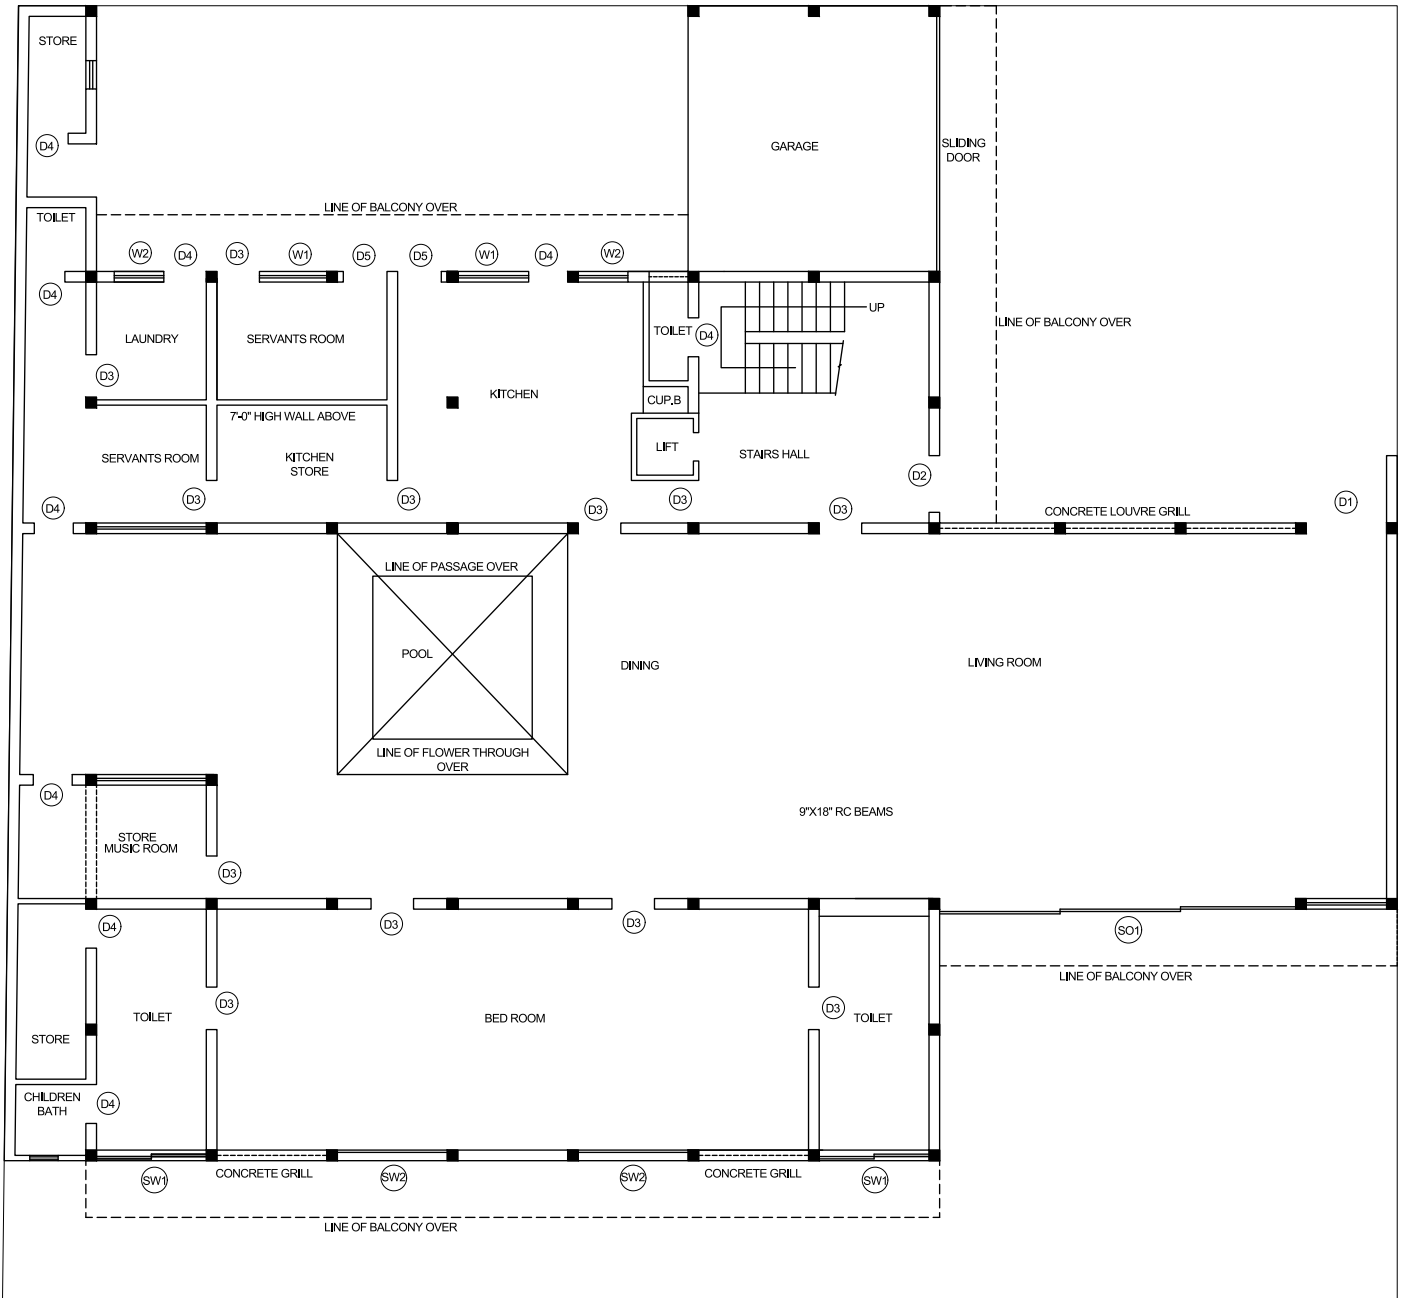 STORE
D4
GARAGE
SLIDING
DOOR
LINE OF BALCONY OVER
TOILET
W2
D4
D3
W1
D5
D5
W1
D4
W2
D4
UP
LINE OF BALCONY OVER
LAUNDRY
SERVANTS ROOM
TOILET
D4
D3
KITCHEN
CUP.B
7'-0" HIGH WALL ABOVE
LIFT
STAIRS HALL
SERVANTS ROOM
KITCHEN
STORE
D2
D3
D3
D3
D4
D3
D3
CONCRETE LOUVRE GRILL
D1
LINE OF PASSAGE OVER
POOL
DINING
LIVING ROOM
LINE OF FLOWER THROUGH
OVER
D4
9"X18" RC BEAMS
STORE
MUSIC ROOM
D3
D4
D3
D3
SO1
LINE OF BALCONY OVER
D3
D3
TOILET
BED ROOM
TOILET
STORE
CHILDREN
BATH
D4
SW1
CONCRETE GRILL
SW2
SW2
CONCRETE GRILL
SW1
LINE OF BALCONY OVER